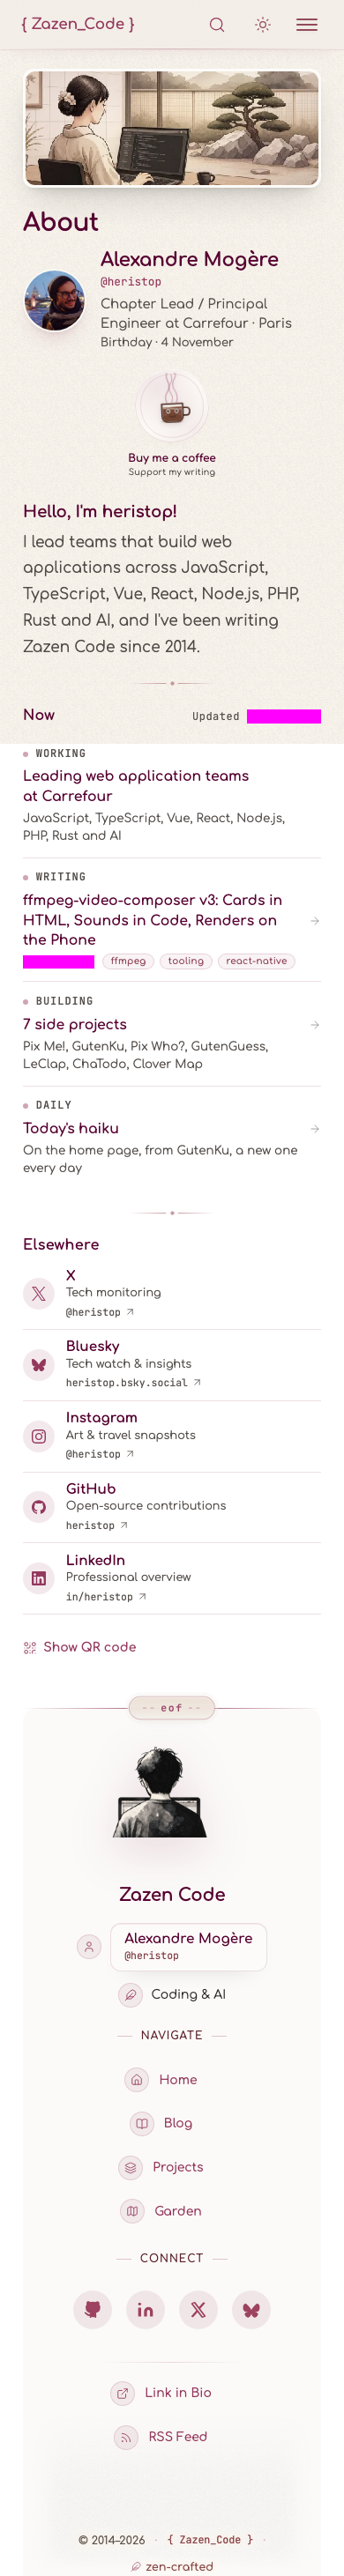 { Zazen_Code }
About
Alexandre Mogère
@heristop
Chapter Lead / Principal
Engineer at Carrefour · Paris
Birthday · 4 November
Buy me a coffee
Support my writing
Hello, I'm heristop!
I lead teams that build web
applications across JavaScript,
TypeScript, Vue, React, Node.js, PHP,
Rust and AI, and I've been writing
Zazen Code since 2014.
Now
Updated
WORKING
Leading web application teams
at Carrefour
JavaScript, TypeScript, Vue, React, Node.js,
PHP, Rust and AI
WRITING
ffmpeg-video-composer v3: Cards in
HTML, Sounds in Code, Renders on
the Phone
ffmpeg tooling react-native
BUILDING
7 side projects
Pix Me!, GutenKu, Pix Who?, GutenGuess,
LeClap, ChaTodo, Clover Map
DAILY
Today's haiku
On the home page, from GutenKu, a new one
every day
Elsewhere
X
Tech monitoring
@heristop
Bluesky
Tech watch & insights
heristop.bsky.social
Instagram
Art & travel snapshots
@heristop
GitHub
Open-source contributions
heristop
LinkedIn
Professional overview
in/heristop
Show QR code
-- eof --
Zazen Code
Alexandre Mogère
@heristop
Coding & AI
NAVIGATE
Home
Blog
Projects
Garden
CONNECT
Link in Bio
RSS Feed
© 2014–2026 · { Zazen_Code } ·
zen-crafted